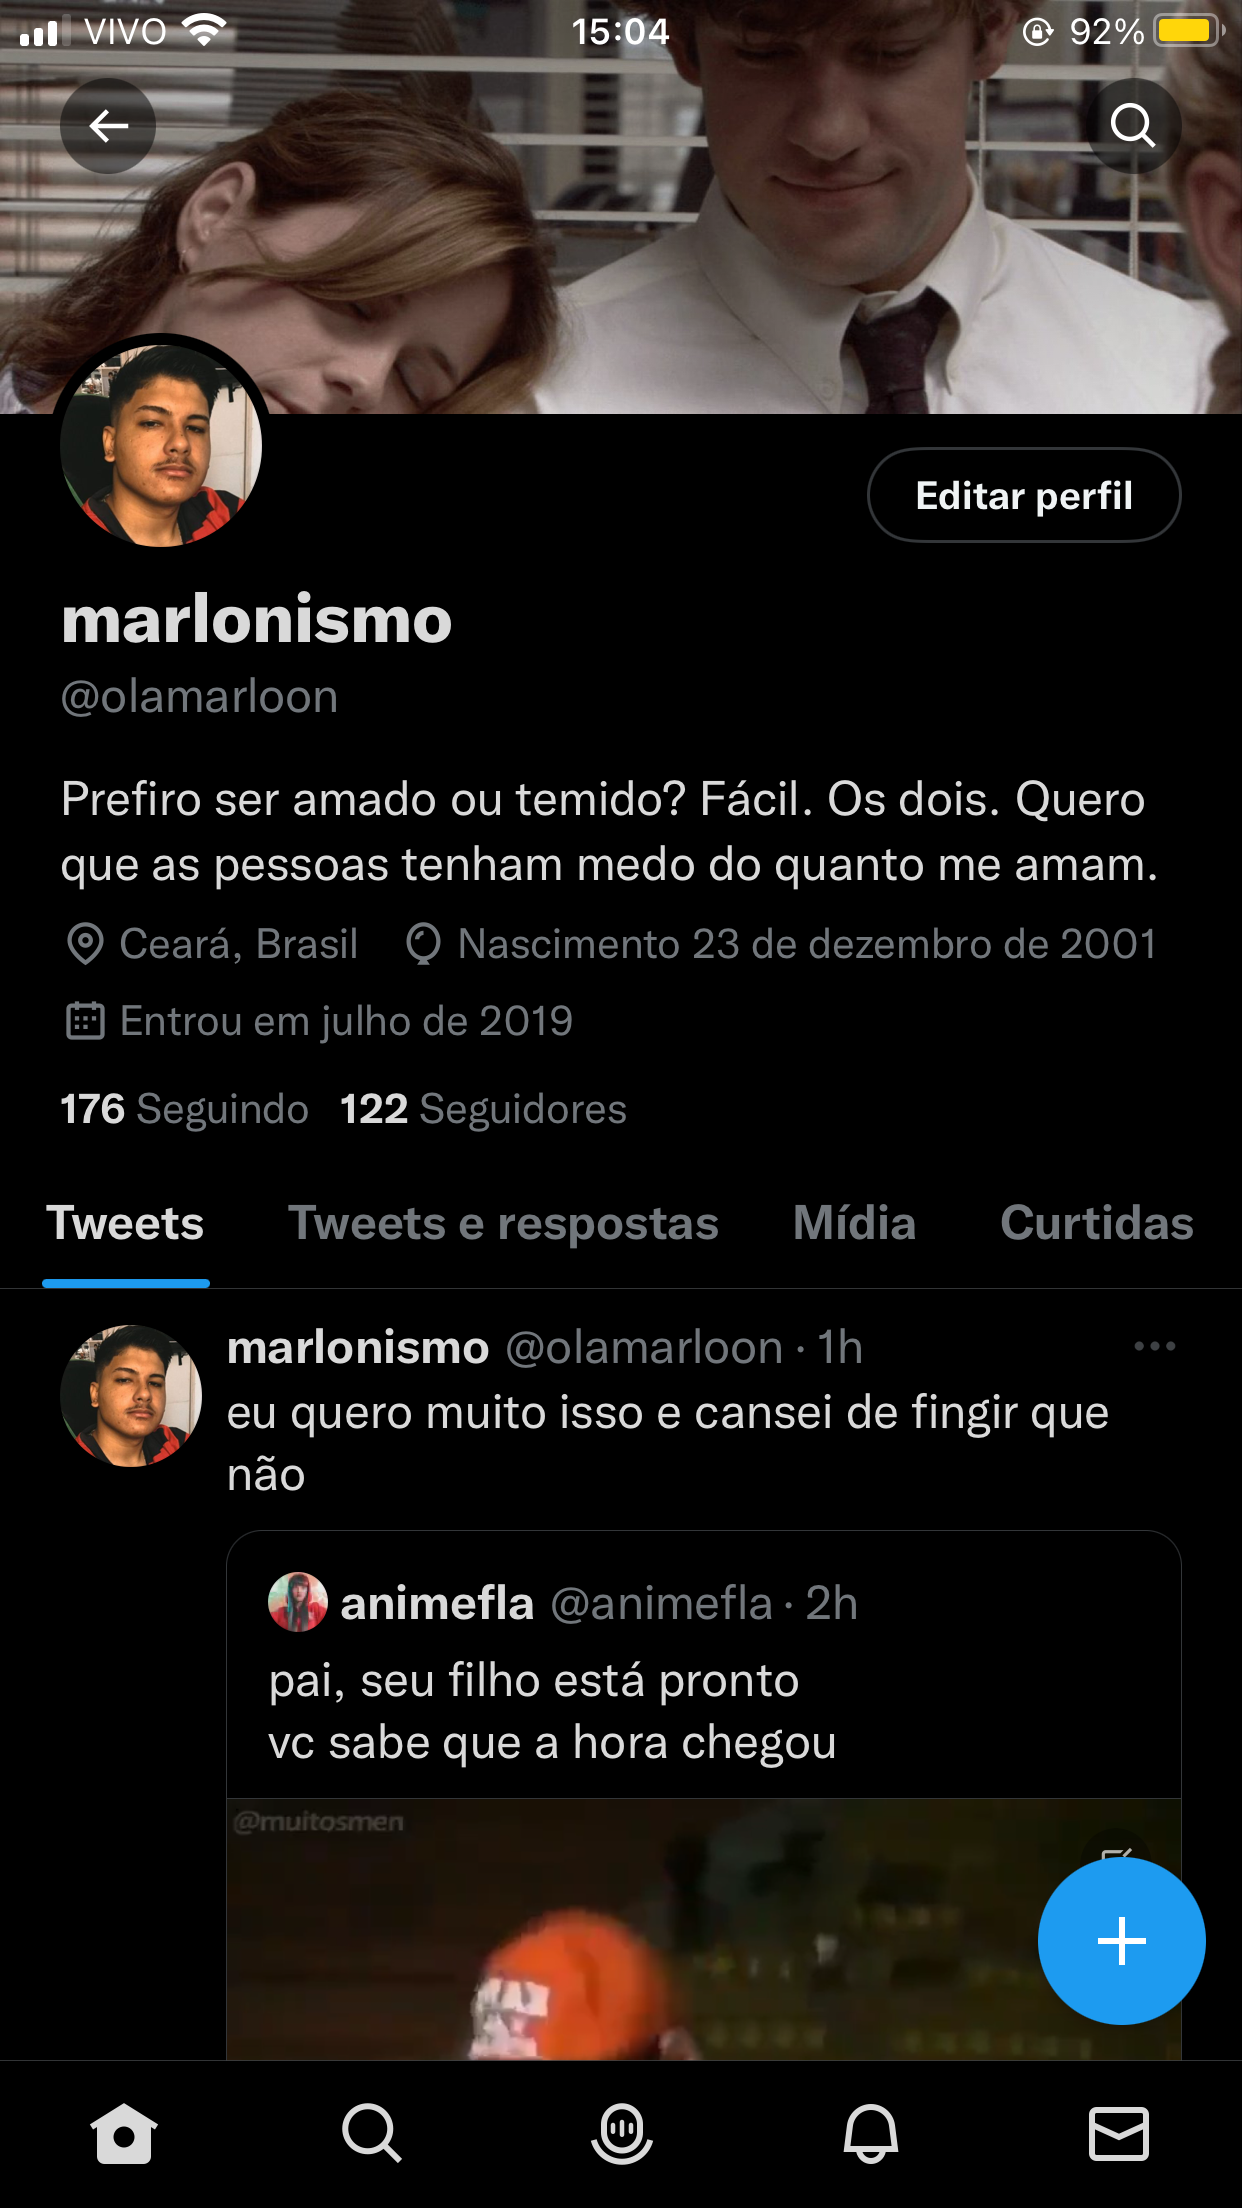 VIVO 15:04 92%
Editar perfil
marlonismo
@olamarloon
Prefiro ser amado ou temido? Fácil. Os dois. Quero
que as pessoas tenham medo do quanto me amam.
Ceará, Brasil Nascimento 23 de dezembro de 2001
Entrou em julho de 2019
176 Seguindo 122 Seguidores
Tweets Tweets e respostas Mídia Curtidas
marlonismo @olamarloon · 1h
eu quero muito isso e cansei de fingir que
não
animefla @animefla · 2h
pai, seu filho está pronto
vc sabe que a hora chegou
@muitosmen